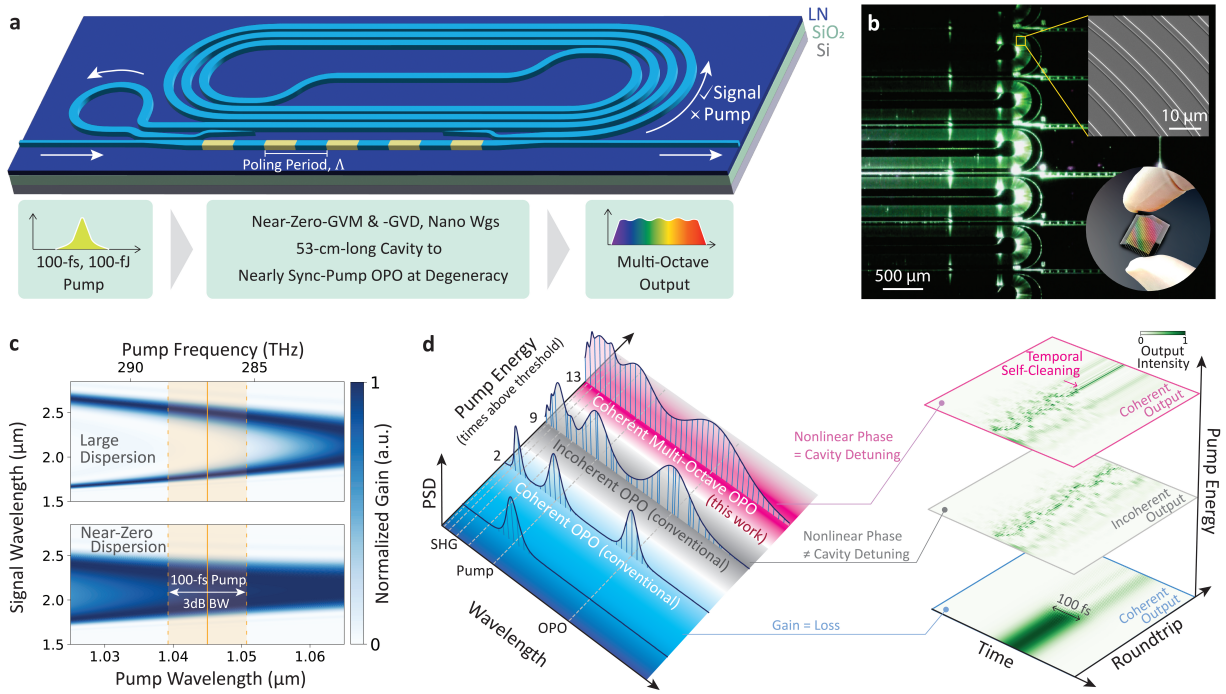 a
LN
SiO₂
Si
✓Signal
×Pump
Poling Period, Λ
100-fs, 100-fJ
Pump
Near-Zero-GVM & -GVD, Nano Wgs
53-cm-long Cavity to
Nearly Sync-Pump OPO at Degeneracy
Multi-Octave
Output
b
10 μm
500 μm
c
Pump Frequency (THz)
290
285
Signal Wavelength (μm)
2.5
2.0
1.5
Large
Dispersion
2.5
2.0
1.5
Near-Zero
Dispersion
100-fs Pump
3dB BW
1.03
1.04
1.05
1.06
Pump Wavelength (μm)
1
0
Normalized Gain (a.u.)
d
Pump Energy
(times above threshold)
13
9
2
PSD
SHG
Pump
OPO
Wavelength
Coherent Multi-Octave OPO
(this work)
Incoherent OPO (conventional)
Coherent OPO (conventional)
Nonlinear Phase
= Cavity Detuning
Nonlinear Phase
≠ Cavity Detuning
Gain = Loss
0
1
Output
Intensity
Temporal
Self-Cleaning
Coherent
Output
Incoherent
Output
Coherent
Output
100 fs
Time
Roundtrip
Pump Energy